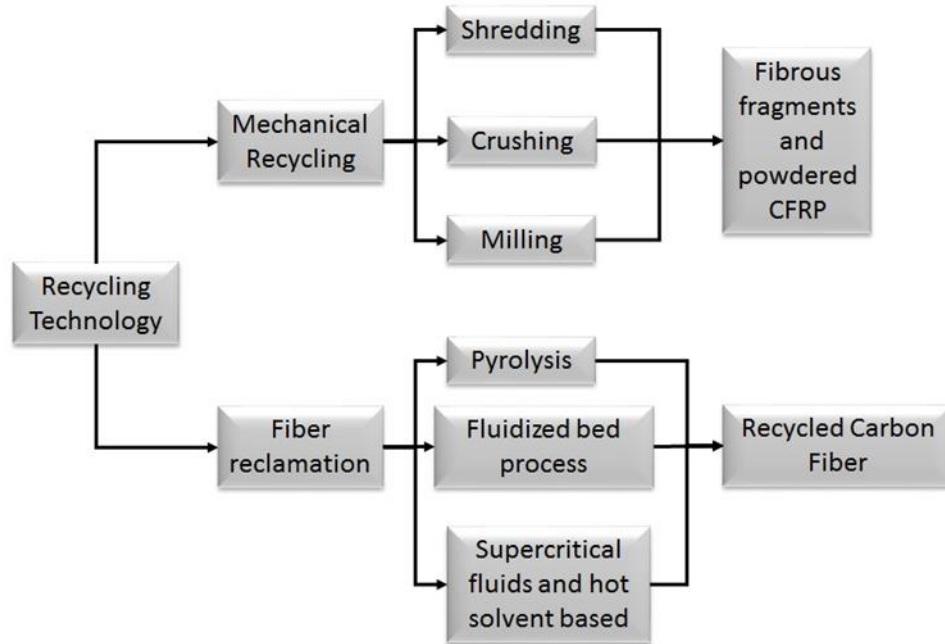 Shredding
Mechanical
Recycling
Crushing
Fibrous
fragments
and
powdered
CFRP
Milling
Recycling
Technology
Pyrolysis
Fiber
reclamation
Fluidized bed
process
Recycled Carbon
Fiber
Supercritical
fluids and hot
solvent based